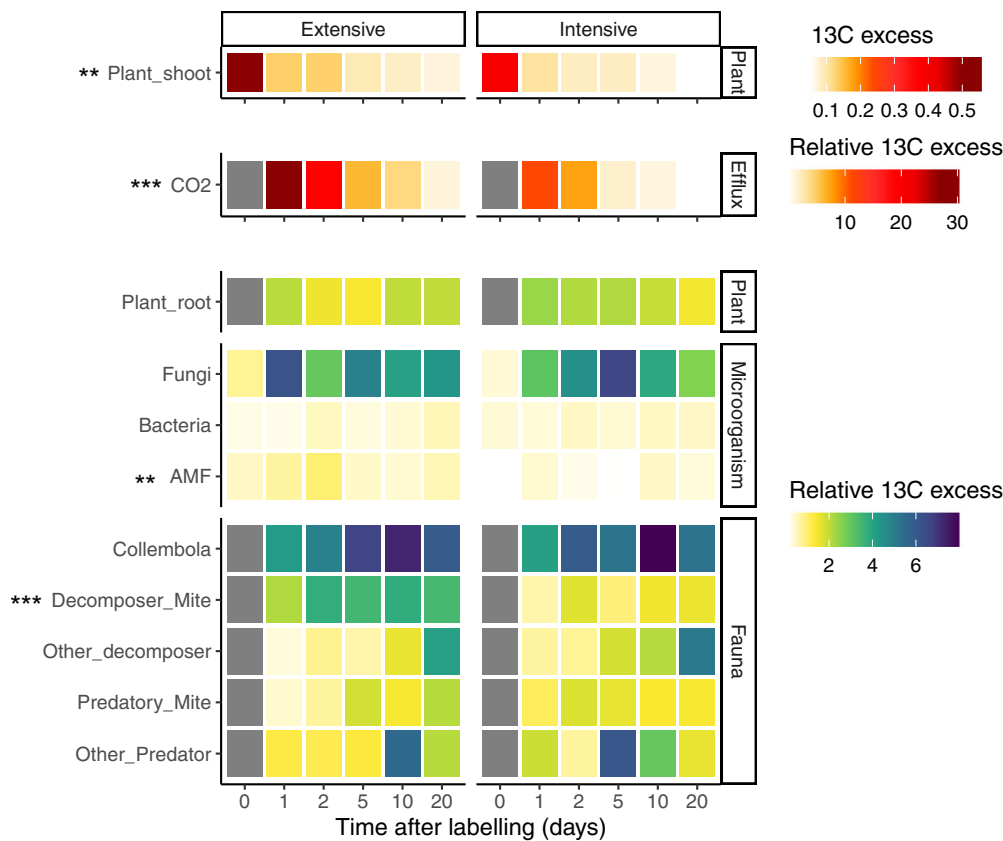 Extensive
Intensive
** Plant_shoot
Plant
*** CO2
Efflux
Plant_root
Plant
Fungi
Bacteria
** AMF
Microorganism
Collembola
*** Decomposer_Mite
Other_decomposer
Predatory_Mite
Other_Predator
Fauna
0 1 2 5 10 20
0 1 2 5 10 20
Time after labelling (days)
13C excess
0.1 0.2 0.3 0.4 0.5
Relative 13C excess
10 20 30
Relative 13C excess
2 4 6